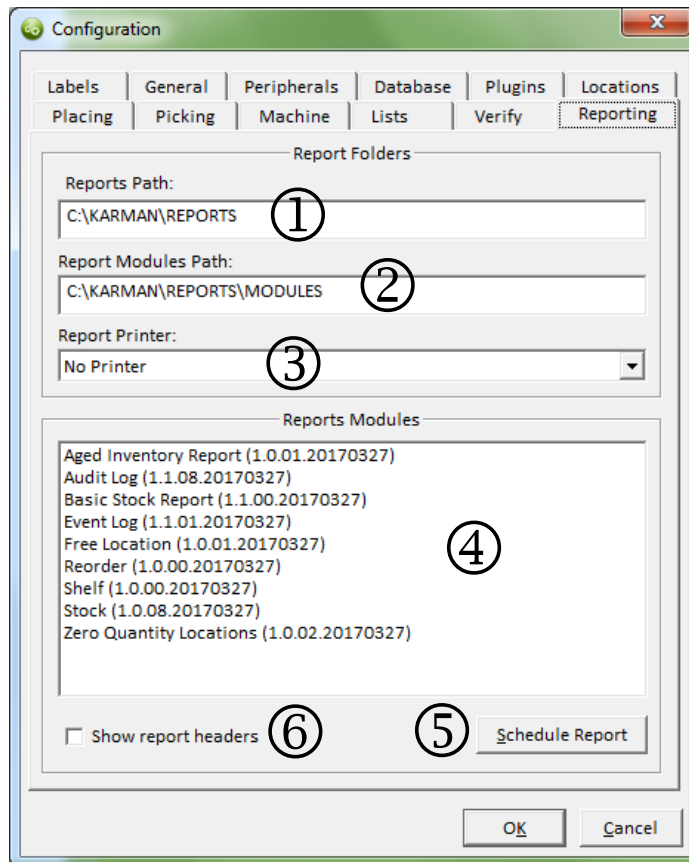 Configuration
Labels General Peripherals Database Plugins Locations
Placing Picking Machine Lists Verify Reporting
Report Folders
Reports Path:
C:\KARMAN\REPORTS ①
Report Modules Path:
C:\KARMAN\REPORTS\MODULES ②
Report Printer:
No Printer ③
Reports Modules
Aged Inventory Report (1.0.01.20170327)
Audit Log (1.1.08.20170327)
Basic Stock Report (1.1.00.20170327)
Event Log (1.1.01.20170327)
Free Location (1.0.01.20170327)
④
Reorder (1.0.00.20170327)
Shelf (1.0.00.20170327)
Stock (1.0.08.20170327)
Zero Quantity Locations (1.0.02.20170327)
Show report headers ⑥ ⑤ Schedule Report
OK Cancel